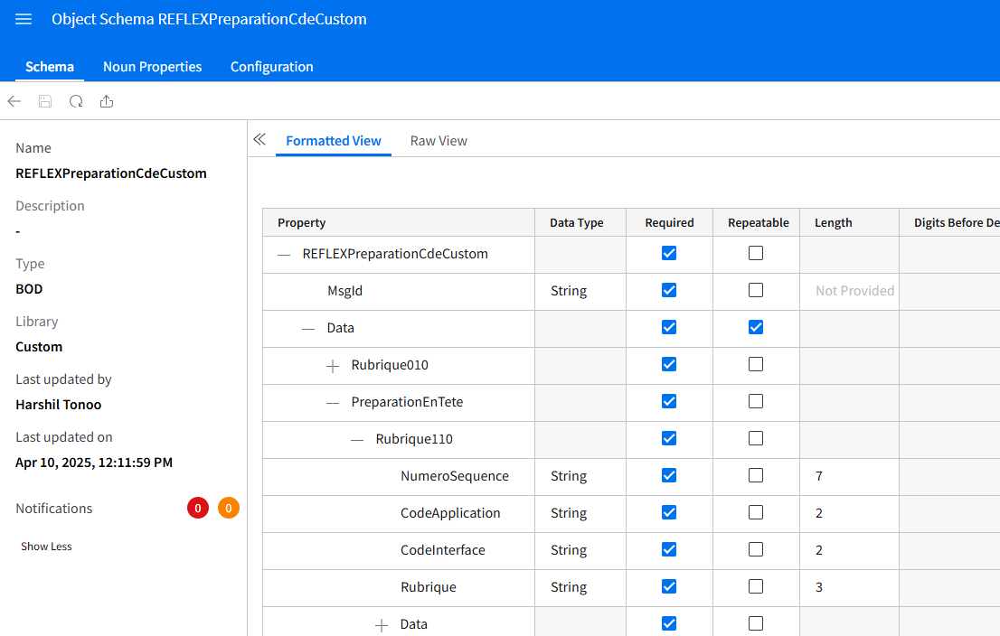 Object Schema REFLEXPreparationCdeCustom
Schema Noun Properties Configuration
Name
REFLEXPreparationCdeCustom
Description
-
Type
BOD
Library
Custom
Last updated by
Harshil Tonoo
Last updated on
Apr 10, 2025, 12:11:59 PM
Notifications 0 0
Show Less
Formatted View Raw View
Property Data Type Required Repeatable Length Digits Before De
REFLEXPreparationCdeCustom
MsgId String Not Provided
Data
Rubrique010
PreparationEnTete
Rubrique110
NumeroSequence String 7
CodeApplication String 2
CodeInterface String 2
Rubrique String 3
Data